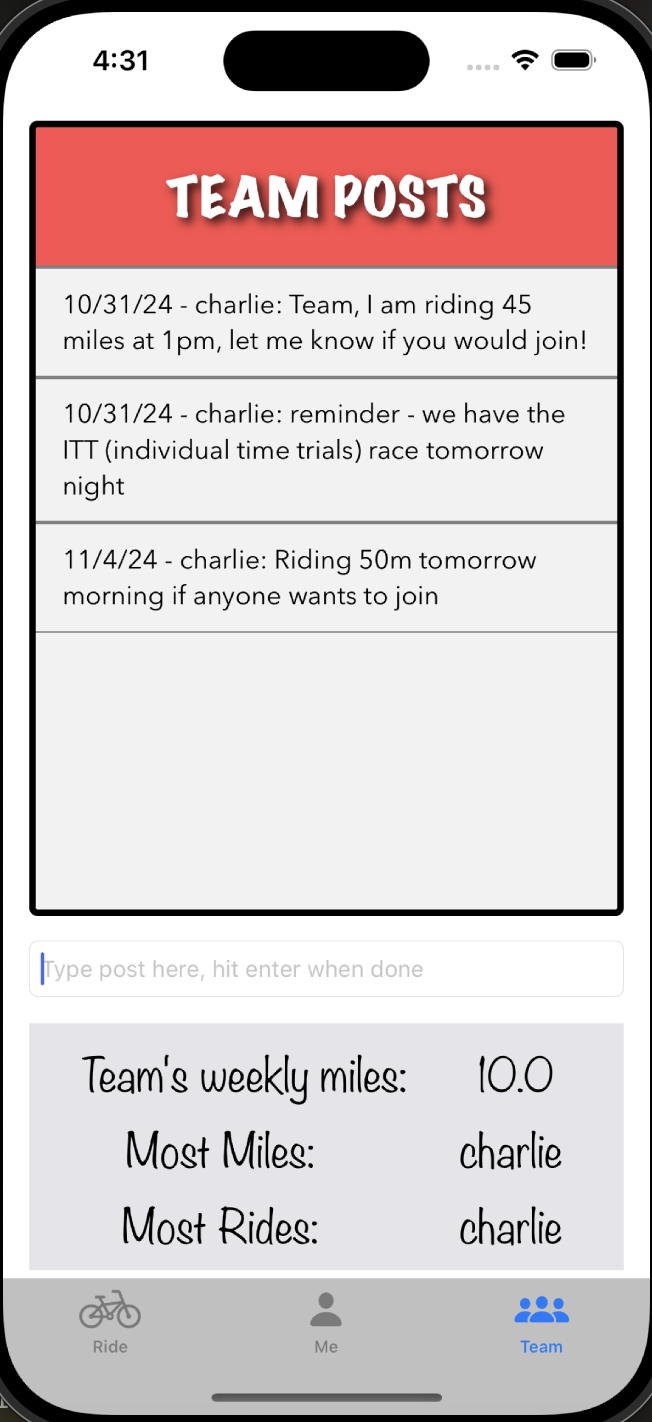 4:31
TEAM POSTS
10/31/24 - charlie: Team, I am riding 45
miles at 1pm, let me know if you would join!
10/31/24 - charlie: reminder - we have the
ITT (individual time trials) race tomorrow
night
11/4/24 - charlie: Riding 50m tomorrow
morning if anyone wants to join
Type post here, hit enter when done
Team's weekly miles: 10.0
Most Miles: charlie
Most Rides: charlie
Ride Me Team